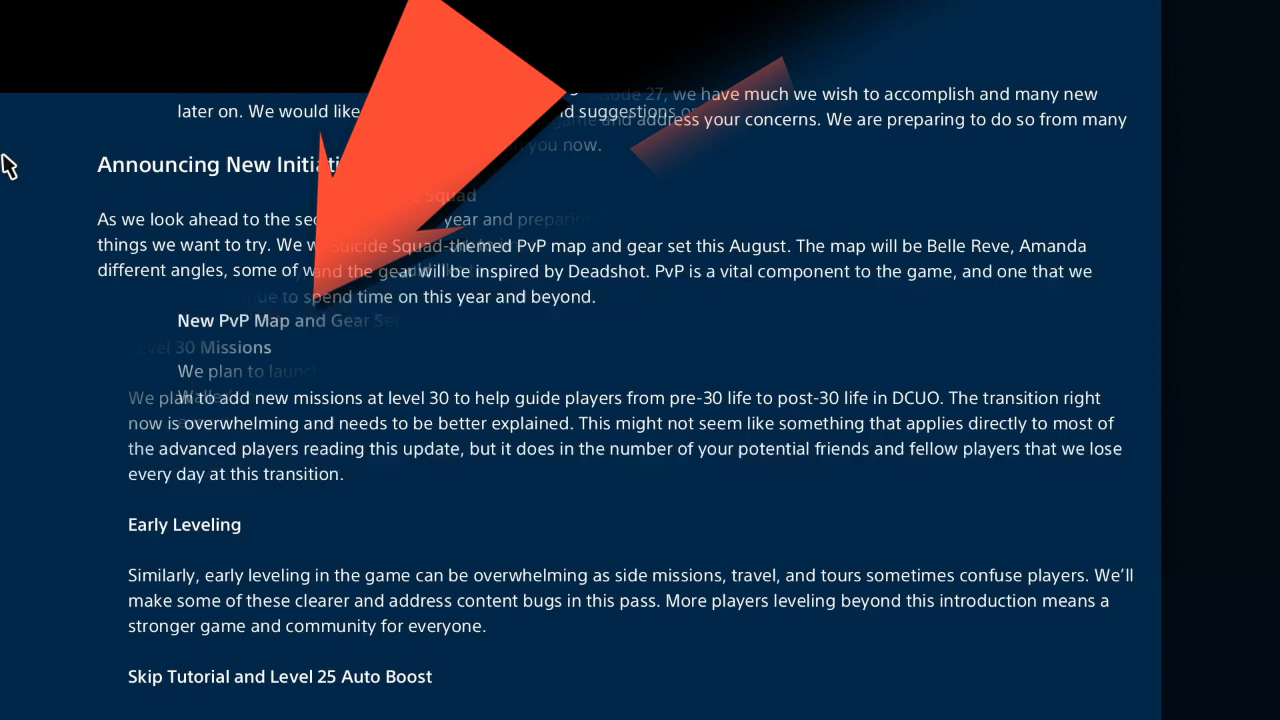 isode 27, we have much we wish to accomplish and many new
later on. We would like
d suggestions
game and address your concerns. We are preparing to do so from many
you now.
Announcing New Initiati
Squad
As we look ahead to the sec
year and preparing
things we want to try. We w
Suicide Squad-themed PvP map and gear set this August. The map will be Belle Reve, Amanda
different angles, some of w
and the gear will be inspired by Deadshot. PvP is a vital component to the game, and one that we
nue to spend time on this year and beyond.
New PvP Map and Gear Se
evel 30 Missions
We plan to launch
We plan to add new missions at level 30 to help guide players from pre-30 life to post-30 life in DCUO. The transition right
now is overwhelming and needs to be better explained. This might not seem like something that applies directly to most of
the advanced players reading this update, but it does in the number of your potential friends and fellow players that we lose
every day at this transition.
Early Leveling
Similarly, early leveling in the game can be overwhelming as side missions, travel, and tours sometimes confuse players. We'll
make some of these clearer and address content bugs in this pass. More players leveling beyond this introduction means a
stronger game and community for everyone.
Skip Tutorial and Level 25 Auto Boost